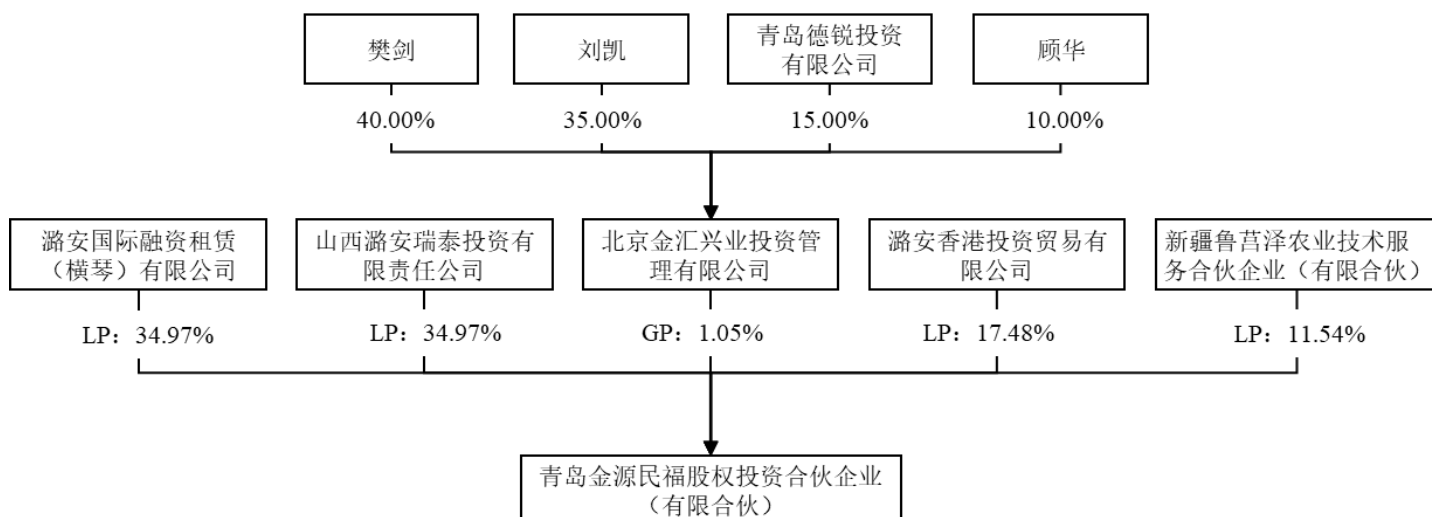 樊剑
刘凯
青岛德锐投资
有限公司
顾华
40.00%
35.00%
15.00%
10.00%
潞安国际融资租赁
（横琴）有限公司
山西潞安瑞泰投资有
限责任公司
北京金汇兴业投资管
理有限公司
潞安香港投资贸易有
限公司
新疆鲁莒泽农业技术服
务合伙企业（有限合伙）
LP：34.97%
LP：34.97%
GP：1.05%
LP：17.48%
LP：11.54%
青岛金源民福股权投资合伙企业
（有限合伙）